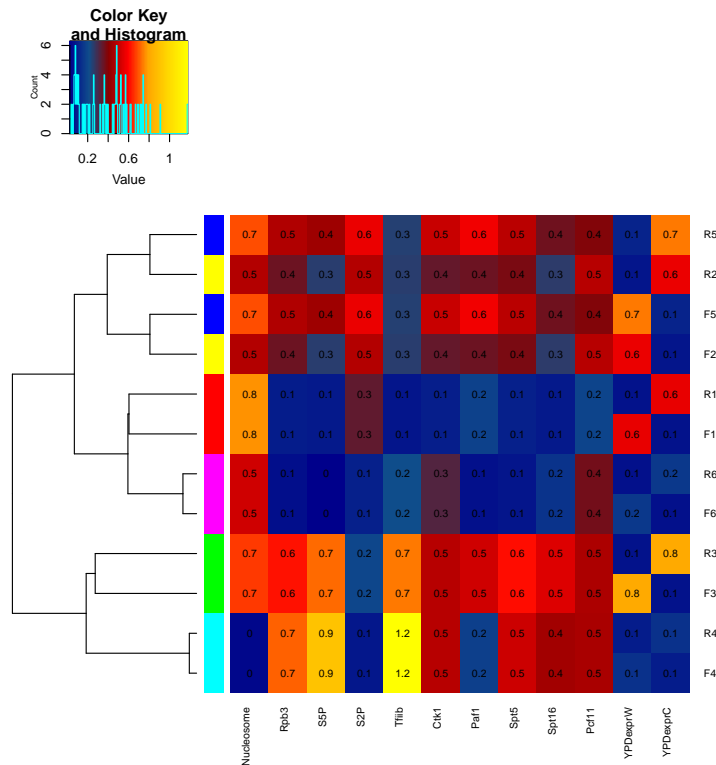 Color Key
and Histogram
Count
0 2 4 6
0.2 0.6 1
Value
0.7 0.5 0.4 0.6 0.3 0.5 0.6 0.5 0.4 0.4 0.1 0.7 R5
0.5 0.4 0.3 0.5 0.3 0.4 0.4 0.4 0.3 0.5 0.1 0.6 R2
0.7 0.5 0.4 0.6 0.3 0.5 0.6 0.5 0.4 0.4 0.7 0.1 F5
0.5 0.4 0.3 0.5 0.3 0.4 0.4 0.4 0.3 0.5 0.6 0.1 F2
0.8 0.1 0.1 0.3 0.1 0.1 0.2 0.1 0.1 0.2 0.1 0.6 R1
0.8 0.1 0.1 0.3 0.1 0.1 0.2 0.1 0.1 0.2 0.6 0.1 F1
0.5 0.1 0 0.1 0.2 0.3 0.1 0.1 0.2 0.4 0.1 0.2 R6
0.5 0.1 0 0.1 0.2 0.3 0.1 0.1 0.2 0.4 0.2 0.1 F6
0.7 0.6 0.7 0.2 0.7 0.5 0.5 0.6 0.5 0.5 0.1 0.8 R3
0.7 0.6 0.7 0.2 0.7 0.5 0.5 0.6 0.5 0.5 0.8 0.1 F3
0 0.7 0.9 0.1 1.2 0.5 0.2 0.5 0.4 0.5 0.1 0.1 R4
0 0.7 0.9 0.1 1.2 0.5 0.2 0.5 0.4 0.5 0.1 0.1 F4
Nucleosome Rpb3 S5P S2P Tfiib Ctk1 Paf1 Spt5 Spt16 Pcf11 YPDexprW YPDexprC